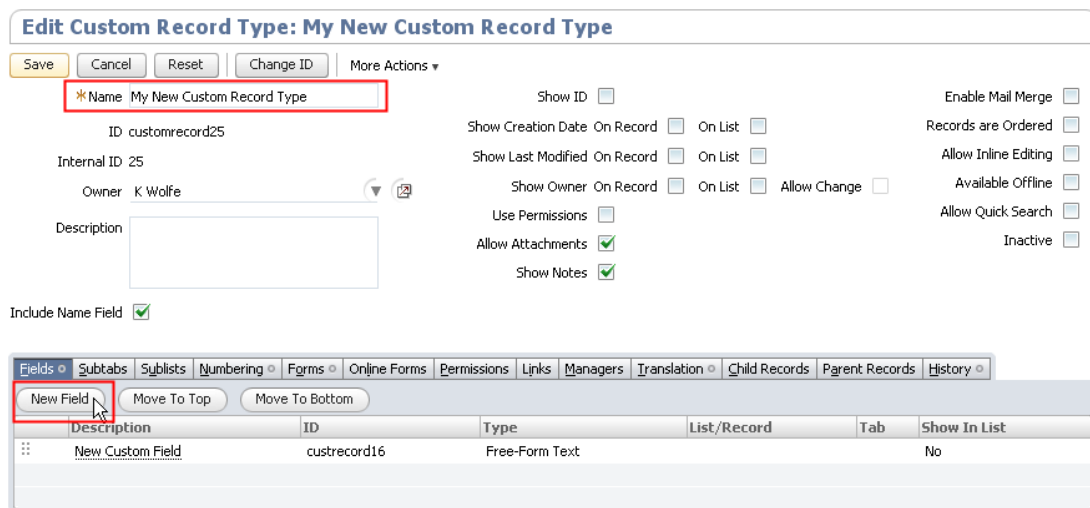 Edit Custom Record Type: My New Custom Record Type
Save Cancel Reset Change ID More Actions
*Name My New Custom Record Type Show ID Enable Mail Merge
ID customrecord25 Show Creation Date On Record On List Records are Ordered
Internal ID 25 Show Last Modified On Record On List Allow Inline Editing
Owner K Wolfe Show Owner On Record On List Allow Change Available Offline
Description Use Permissions Allow Quick Search
Allow Attachments Inactive
Show Notes
Include Name Field
Fields Subtabs Sublists Numbering Forms Online Forms Permissions Links Managers Translation Child Records Parent Records History
New Field Move To Top Move To Bottom
Description ID Type List/Record Tab Show In List
New Custom Field custrecord16 Free-Form Text No